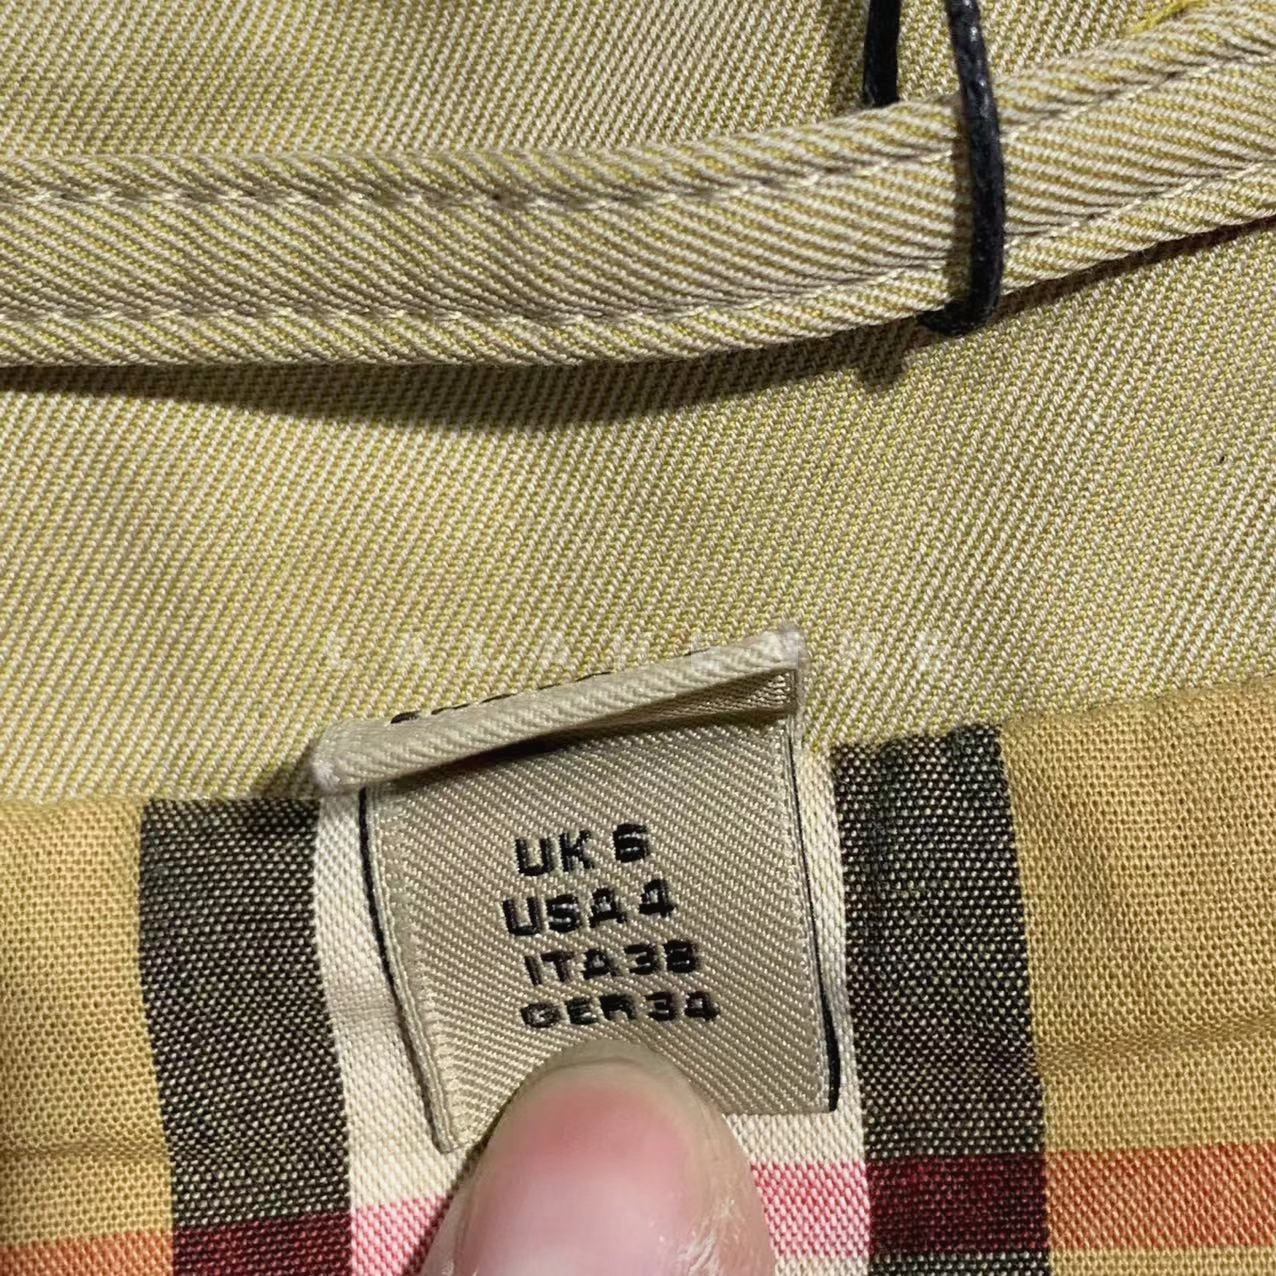 UK 6
USA 4
ITA 38
GER 34